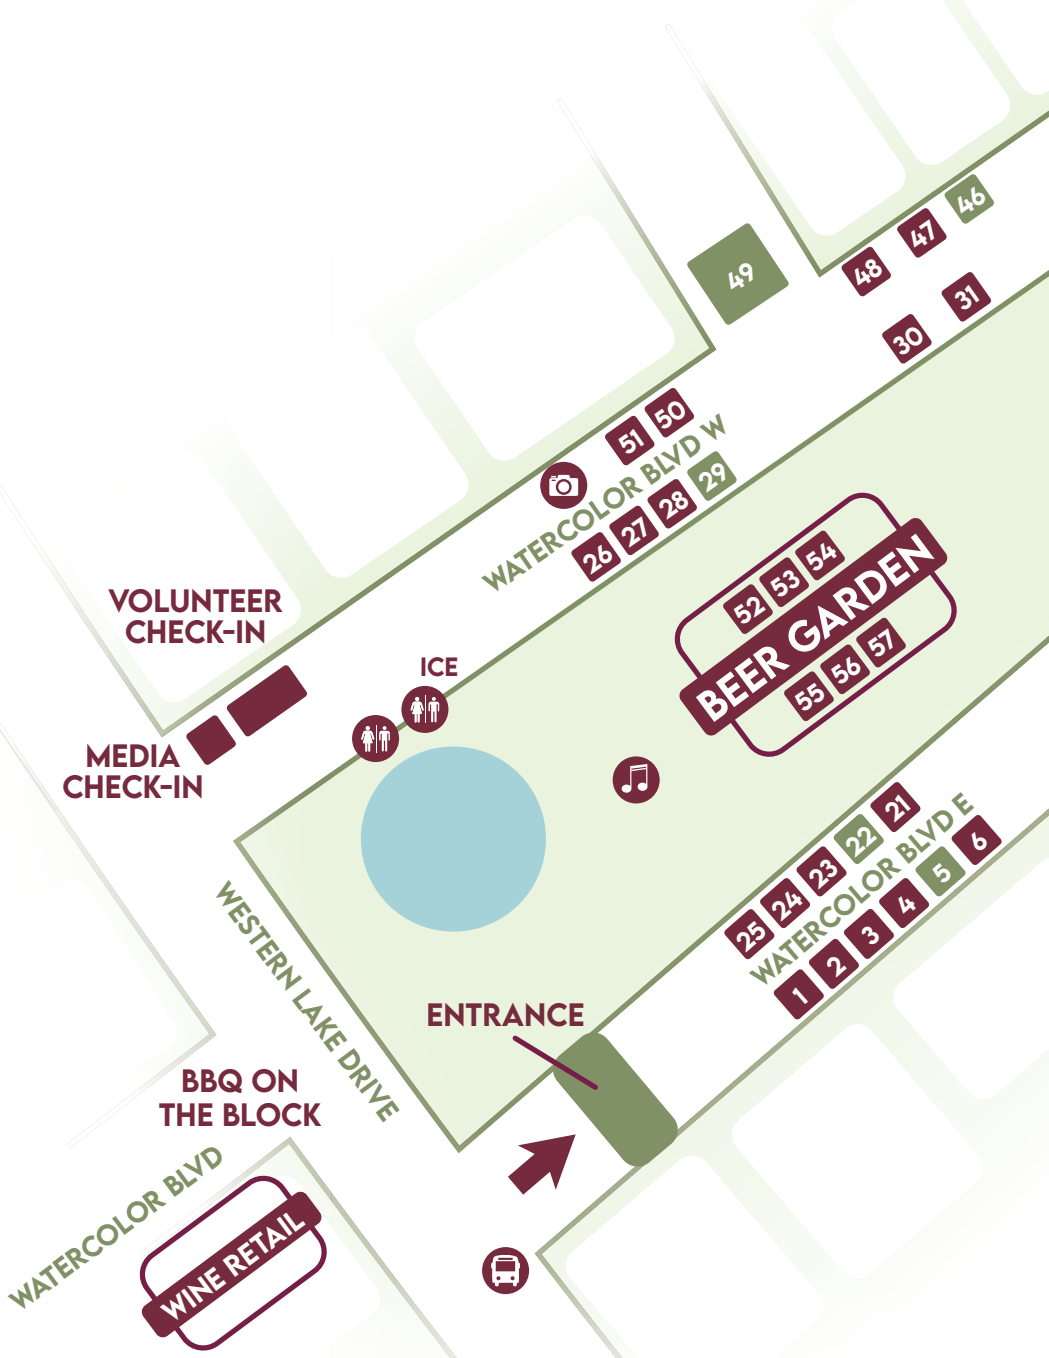 46
47
48
49
31
30
50
51
WATERCOLOR BLVD W
29
28
27
26
54
53
52
BEER GARDEN
57
56
55
VOLUNTEER
CHECK-IN
ICE
MEDIA
CHECK-IN
21
22
23
24
25
WATERCOLOR BLVD E
6
5
4
3
2
1
WESTERN LAKE DRIVE
ENTRANCE
BBQ ON
THE BLOCK
WATERCOLOR BLVD
WINE RETAIL